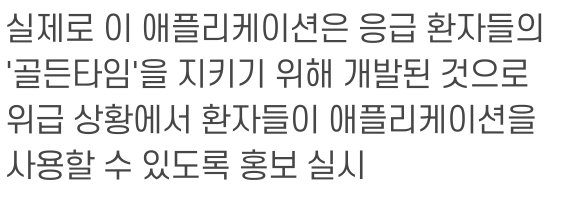 실제로 이 애플리케이션은 응급 환자들의
'골든타임'을 지키기 위해 개발된 것으로
위급 상황에서 환자들이 애플리케이션을
사용할 수 있도록 홍보 실시